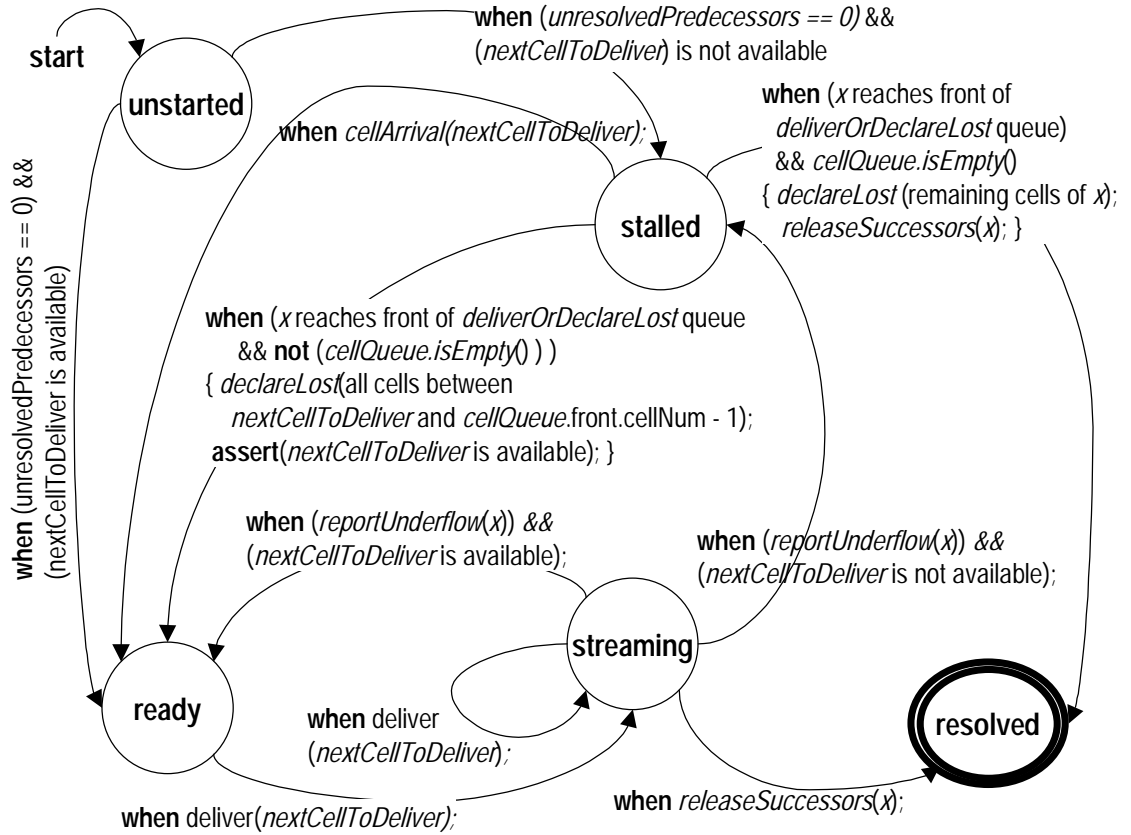 start
unstarted
when (unresolvedPredecessors == 0) &&
(nextCellToDeliver) is not available
when (x reaches front of
deliverOrDeclareLost queue)
&& cellQueue.isEmpty()
{ declareLost (remaining cells of x);
releaseSuccessors(x); }
when cellArrival(nextCellToDeliver);
stalled
when (unresolvedPredecessors == 0) &&
(nextCellToDeliver is available)
when (x reaches front of deliverOrDeclareLost queue
&& not (cellQueue.isEmpty() ) )
{ declareLost(all cells between
nextCellToDeliver and cellQueue.front.cellNum - 1);
assert(nextCellToDeliver is available); }
when (reportUnderflow(x)) &&
(nextCellToDeliver is available);
when (reportUnderflow(x)) &&
(nextCellToDeliver is not available);
streaming
ready
when deliver
(nextCellToDeliver);
resolved
when deliver(nextCellToDeliver);
when releaseSuccessors(x);